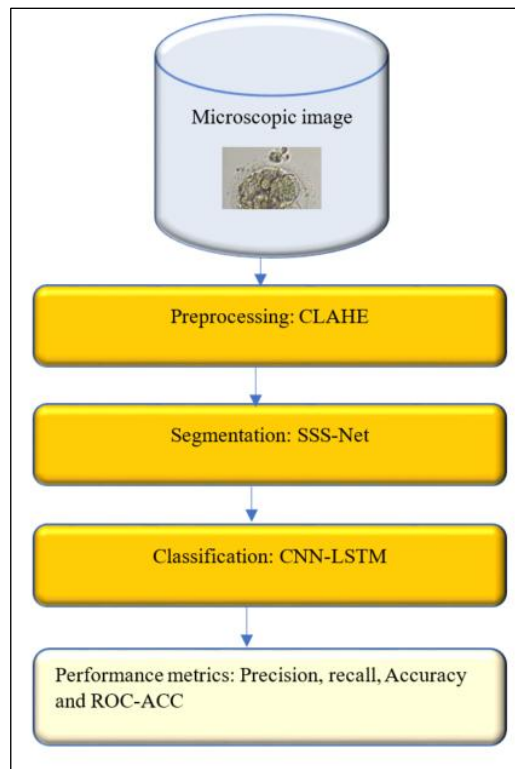 Microscopic image
Preprocessing: CLAHE
Segmentation: SSS-Net
Classification: CNN-LSTM
Performance metrics: Precision, recall, Accuracy
and ROC-ACC